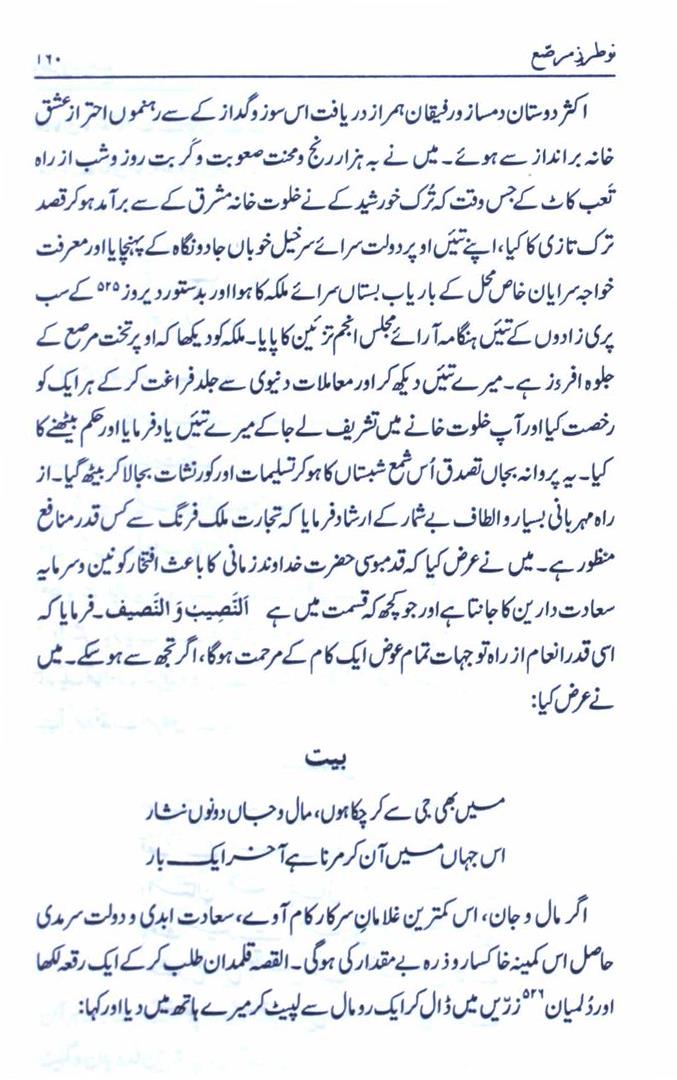 نوطرزِ مرصّع
۱۶۰
اکثر دوستان دمساز و رفیقان ہمراز دریافت اس سوز و گداز کے سے رہنموں احتراز عشق
خانہ برانداز سے ہوئے۔ میں نے بہ ہزار رنج و محنت صعوبت و کُربت روز و شب از راہ
تَعب کاٹ کے جس وقت کہ تُرک خورشید کے نے خلوت خانہ مشرق کے سے برآمد ہو کر قصد
ترک تازی کا کیا، اپنے تئیں اوپر دولت سرائے سرخیل خوباں جادو نگاہ کے پہنچایا اور معرفت
خواجہ سرایان خاص محل کے باریاب بستاں سرائے ملکہ کا ہوا اور بدستور دیروز ۵۲۵ کے سب
پری زادوں کے تئیں ہنگامہ آرائے مجلس انجم تزئین کا پایا۔ ملکہ کو دیکھا کہ اوپر تخت مرصع کے
جلوہ افروز ہے۔ میرے تئیں دیکھ کر اور معاملات دنیوی سے جلد فراغت کر کے ہر ایک کو
رخصت کیا اور آپ خلوت خانے میں تشریف لے جا کے میرے تئیں یاد فرمایا اور حکم بیٹھنے کا
کیا۔ یہ پروانہ بجاں تصدق اُس شمع شبستاں کا ہو کر تسلیمات اور کورنشات بجا لا کر بیٹھ گیا۔ از
راہ مہربانی بسیار و الطاف بے شمار کے ارشاد فرمایا کہ تجارت ملک فرنگ سے کس قدر منافع
منظور ہے۔ میں نے عرض کیا کہ قدمبوسی حضرت خداوند زمانی کا باعث افتخار کونین و سرمایہ
سعادت دارین کا جانتا ہے اور جو کچھ کہ قسمت میں ہے اَلنَّصِیبُ وَ النَّصیف۔ فرمایا کہ
اسی قدر انعام از راہ توجہات تمام عوض ایک کام کے مرحمت ہوگا، اگر تجھ سے ہو سکے۔ میں
نے عرض کیا:
بیت
میں بھی جی سے کر چکا ہوں، مال و جاں دونوں نثار
اس جہاں میں آن کر مرنا ہے آخر ایک بار
اگر مال و جان، اس کمترین غلامانِ سرکار کام آوے، سعادت ابدی و دولت سرمدی
حاصل اس کمینہ خاکسار و ذرہ بے مقدار کی ہوگی۔ القصہ قلمدان طلب کر کے ایک رقعہ لکھا
اور دُلمیان ۵۲۶ زرّیں میں ڈال کر ایک رومال سے لپیٹ کر میرے ہاتھ میں دیا اور کہا: